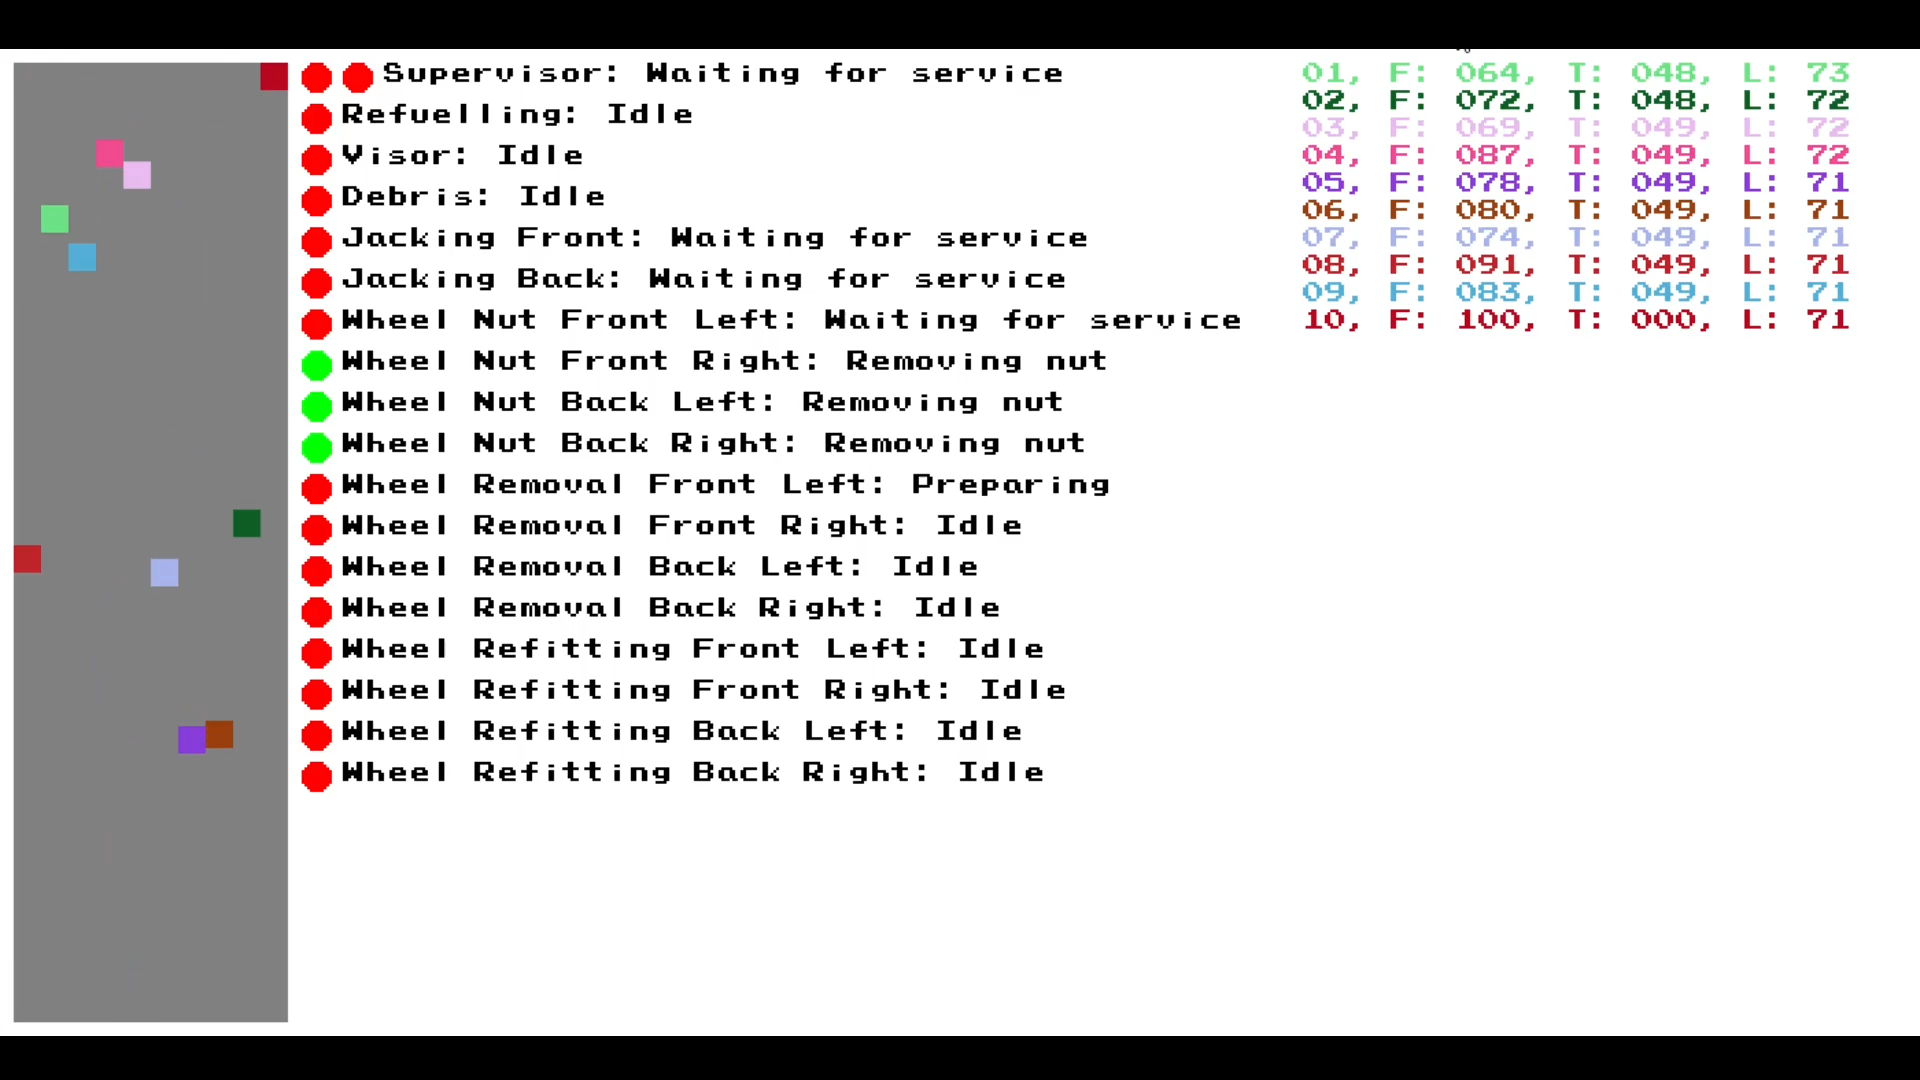 Supervisor: Waiting for service
Refuelling: Idle
Visor: Idle
Debris: Idle
Jacking Front: Waiting for service
Jacking Back: Waiting for service
Wheel Nut Front Left: Waiting for service
Wheel Nut Front Right: Removing nut
Wheel Nut Back Left: Removing nut
Wheel Nut Back Right: Removing nut
Wheel Removal Front Left: Preparing
Wheel Removal Front Right: Idle
Wheel Removal Back Left: Idle
Wheel Removal Back Right: Idle
Wheel Refitting Front Left: Idle
Wheel Refitting Front Right: Idle
Wheel Refitting Back Left: Idle
Wheel Refitting Back Right: Idle
01, F: 064, T: 048, L: 73
02, F: 072, T: 048, L: 72
03, F: 069, T: 049, L: 72
04, F: 087, T: 049, L: 72
05, F: 078, T: 049, L: 71
06, F: 080, T: 049, L: 71
07, F: 074, T: 049, L: 71
08, F: 091, T: 049, L: 71
09, F: 083, T: 049, L: 71
10, F: 100, T: 000, L: 71